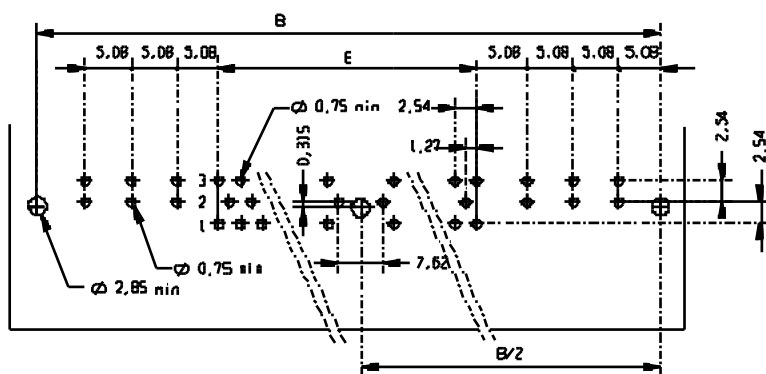 B
5.08 5.08 5.08 E 5.08 5.08 5.08 5.08
Ø 0,75 min 2,54
1,27
0,315
2,54
2,54
3
2
1
Ø 0,75 min
7,62
Ø 2,85 min
B/2